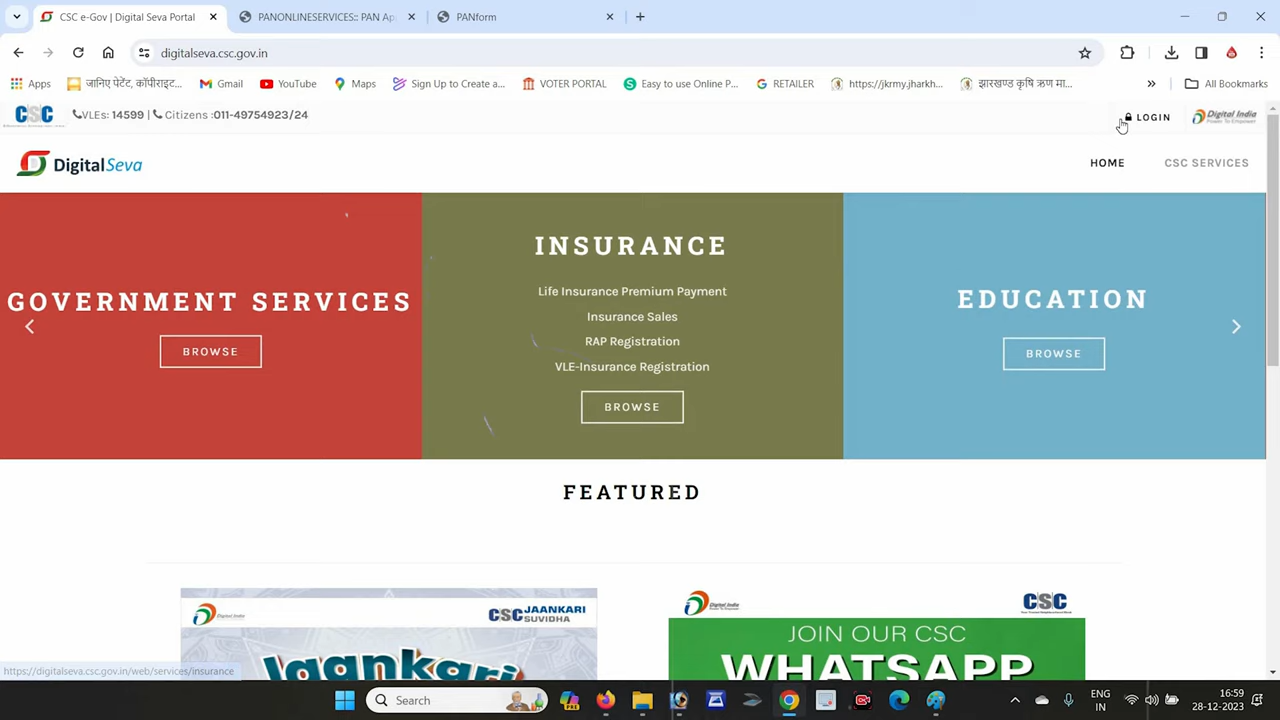 CSC e-Gov | Digital Seva Portal
PANONLINESERVICES:: PAN Ap
PANform
digitalseva.csc.gov.in
Apps
जानिए पेटेंट, कॉपीराइट...
Gmail
YouTube
Maps
Sign Up to Create a...
VOTER PORTAL
Easy to use Online P...
RETAILER
https://jkrmy.jharkh...
झारखण्ड कृषि ऋण मा...
All Bookmarks
CSC
VLEs: 14599 | Citizens :011-49754923/24
LOGIN
Digital India
Power To Empower
DigitalSeva
HOME
CSC SERVICES
GOVERNMENT SERVICES
BROWSE
INSURANCE
Life Insurance Premium Payment
Insurance Sales
RAP Registration
VLE-Insurance Registration
BROWSE
EDUCATION
BROWSE
FEATURED
Digital India
CSC JAANKARI
SUVIDHA
Jaankari
Digital India
CSC
JOIN OUR CSC
WHATSAPP
https://digitalseva.csc.gov.in/web/services/insurance
Search
ENG
IN
16:59
28-12-2023